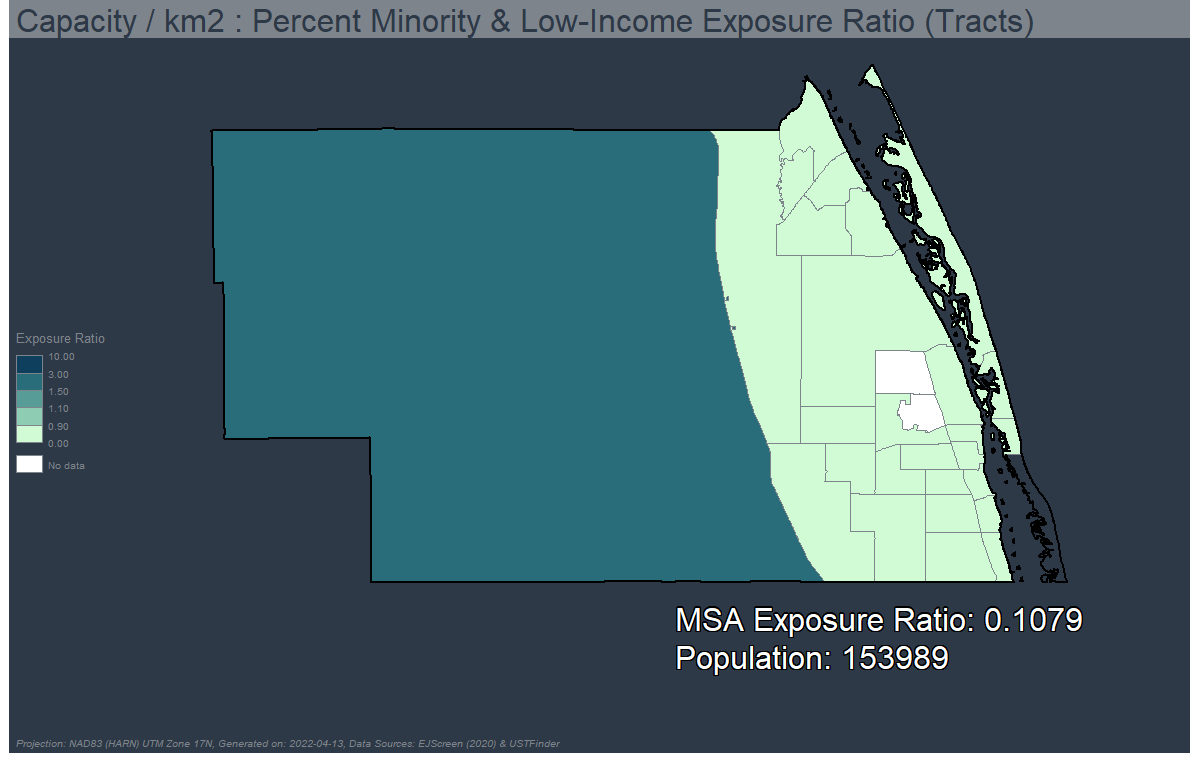 Capacity / km2 : Percent Minority & Low-Income Exposure Ratio (Tracts)
Exposure Ratio
10.00
3.00
1.50
1.10
0.90
0.00
No data
MSA Exposure Ratio: 0.1079
Population: 153989
Projection: NAD83 (HARN) UTM Zone 17N, Generated on: 2022-04-13, Data Sources: EJScreen (2020) & USTFinder